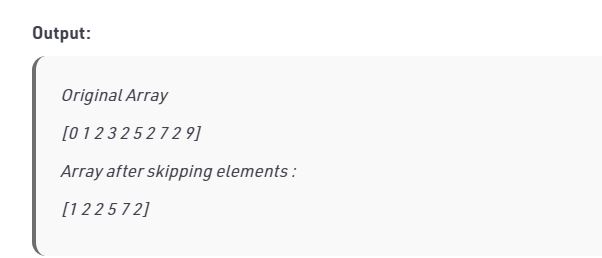 Output:
Original Array
[0 1 2 3 2 5 2 7 2 9]
Array after skipping elements :
[1 2 2 5 7 2]